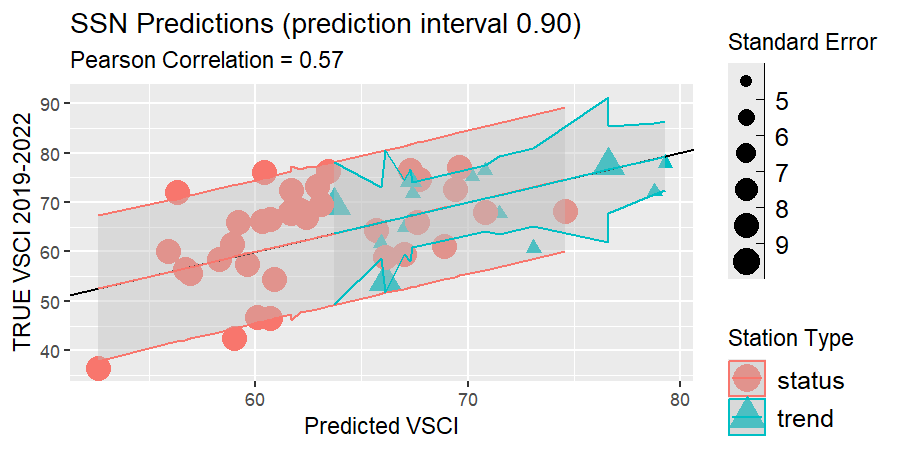 SSN Predictions (prediction interval 0.90)
Pearson Correlation = 0.57
TRUE VSCI 2019-2022
90
80
70
60
50
40
60
70
80
Predicted VSCI
Standard Error
5
6
7
8
9
Station Type
status
trend